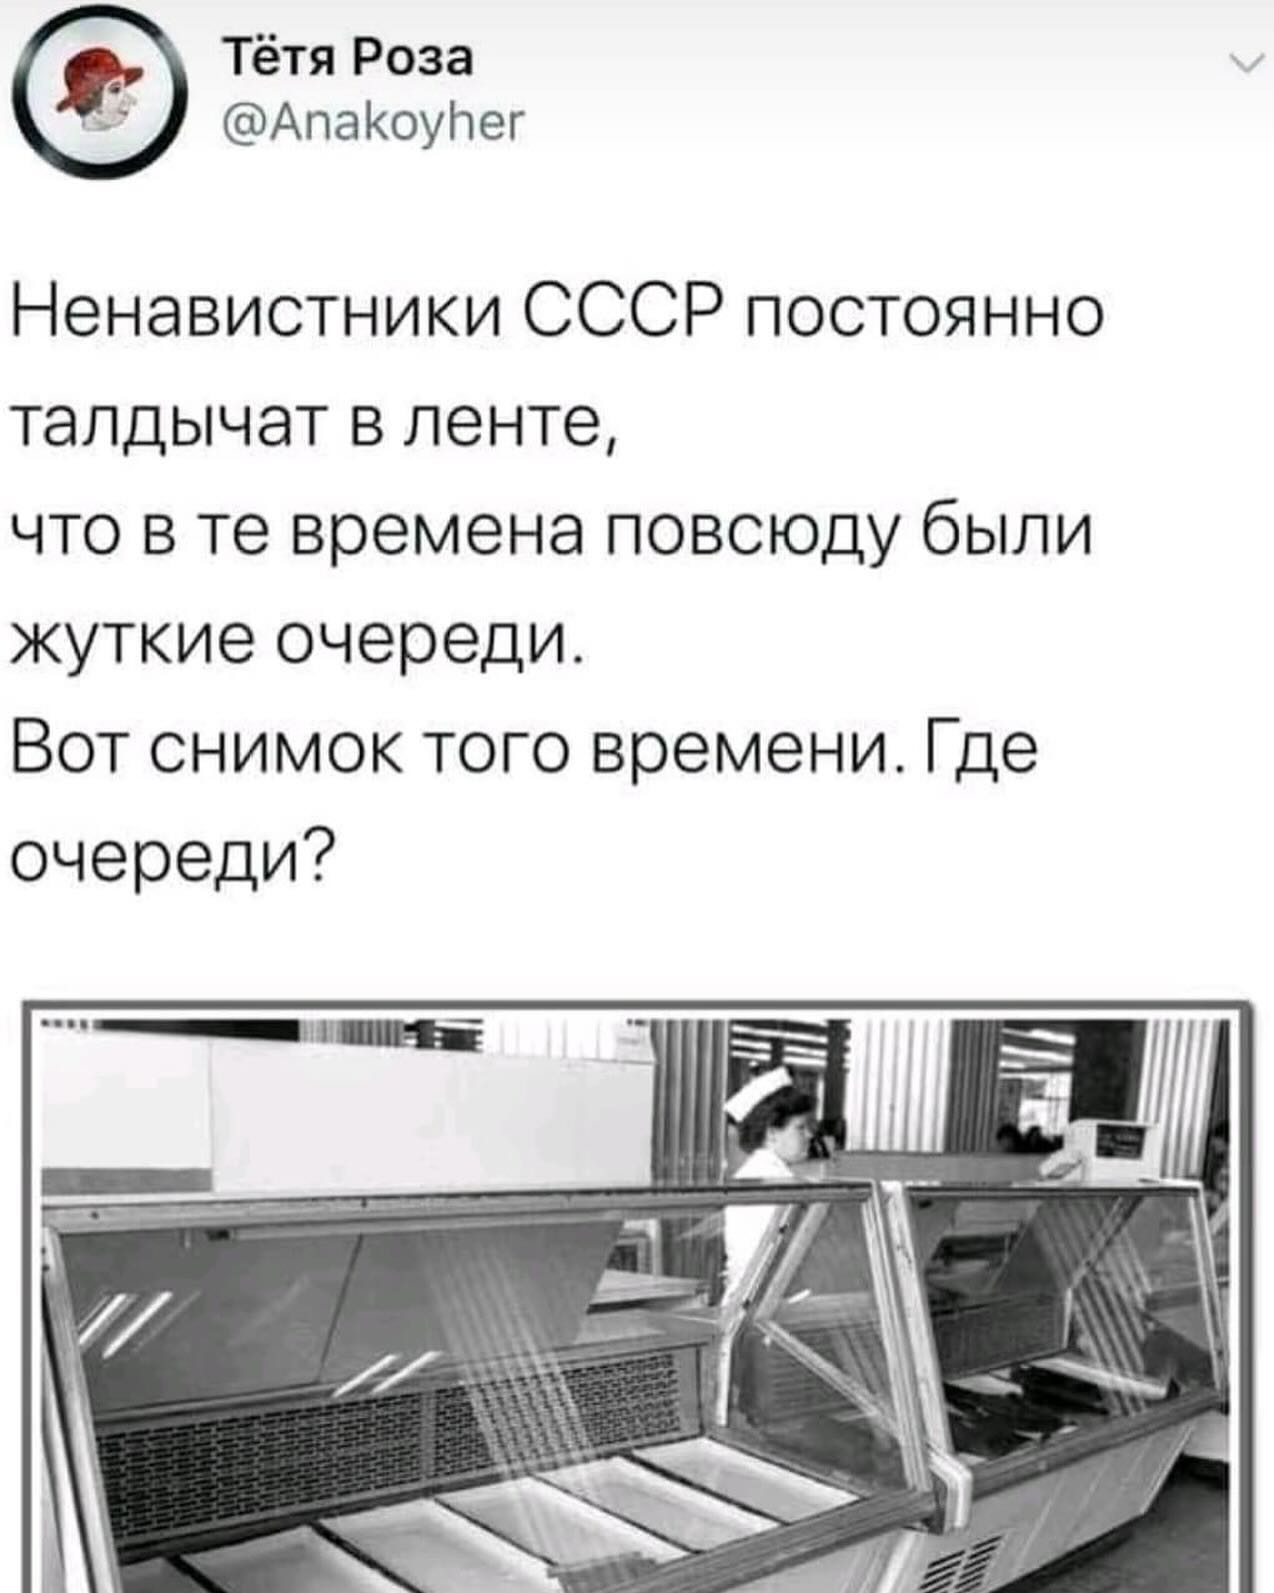 Тётя Роза
@Anakoyher
Ненавистники СССР постоянно
талдычат в ленте,
что в те времена повсюду были
жуткие очереди.
Вот снимок того времени. Где
очереди?